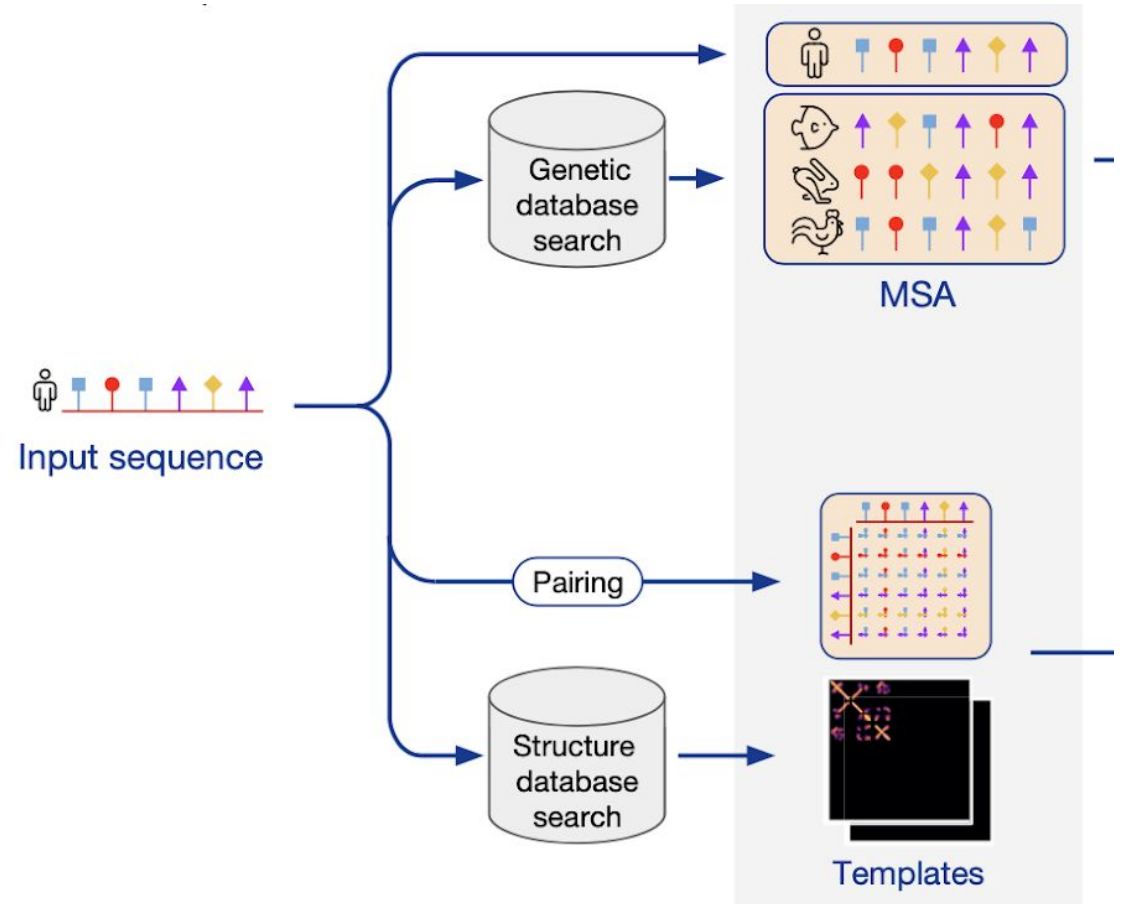 Genetic
database
search
MSA
Input sequence
Pairing
Structure
database
search
Templates